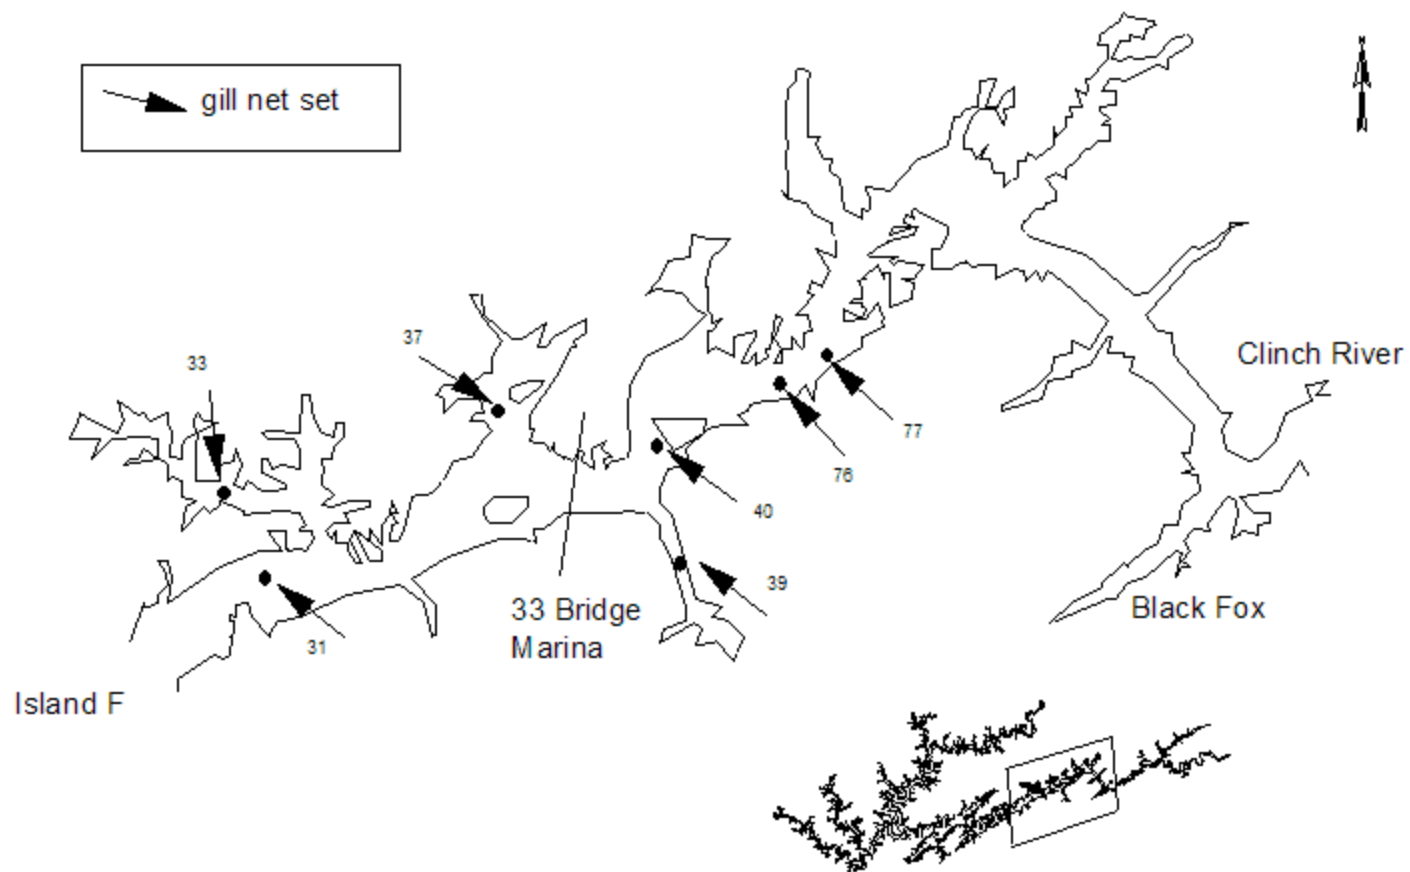 gill net set
37
33
Clinch River
77
76
40
39
33 Bridge
Marina
Black Fox
31
Island F